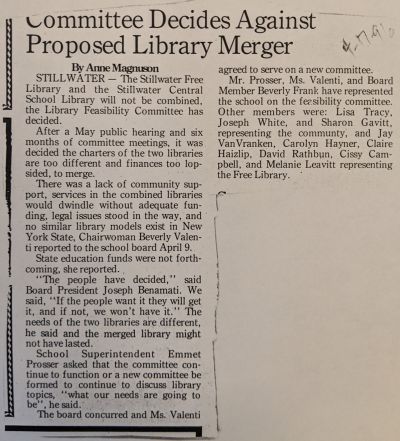 Committee Decides Against
Proposed Library Merger
By Anne Magnuson
STILLWATER — The Stillwater Free
Library and the Stillwater Central
School Library will not be combined,
the Library Feasibility Committee has
decided.
After a May public hearing and six
months of committee meetings, it was
decided the charters of the two libraries
are too different and finances too lop-
sided, to merge.
There was a lack of community sup-
port, services in the combined libraries
would dwindle without adequate fun-
ding, legal issues stood in the way, and
no similar library models exist in New
York State, Chairwoman Beverly Valen-
ti reported to the school board April 9.
State education funds were not forth-
coming, she reported.
"The people have decided," said
Board President Joseph Benamati. We
said, "If the people want it they will get
it, and if not, we won't have it." The
needs of the two libraries are different,
he said and the merged library might
not have lasted.
School Superintendent Emmet
Prosser asked that the committee con-
tinue to function or a new committee be
formed to continue to discuss library
topics, "what our needs are going to
be", he said.
The board concurred and Ms. Valenti
agreed to serve on a new committee.
Mr. Prosser, Ms. Valenti, and Board
Member Beverly Frank have represented
the school on the feasibility committee.
Other members were: Lisa Tracy,
Joseph White, and Sharon Gavitt,
representing the communty, and Jay
VanVranken, Carolyn Hayner, Claire
Haizlip, David Rathbun, Cissy Cam-
pbell, and Melanie Leavitt representing
the Free Library.